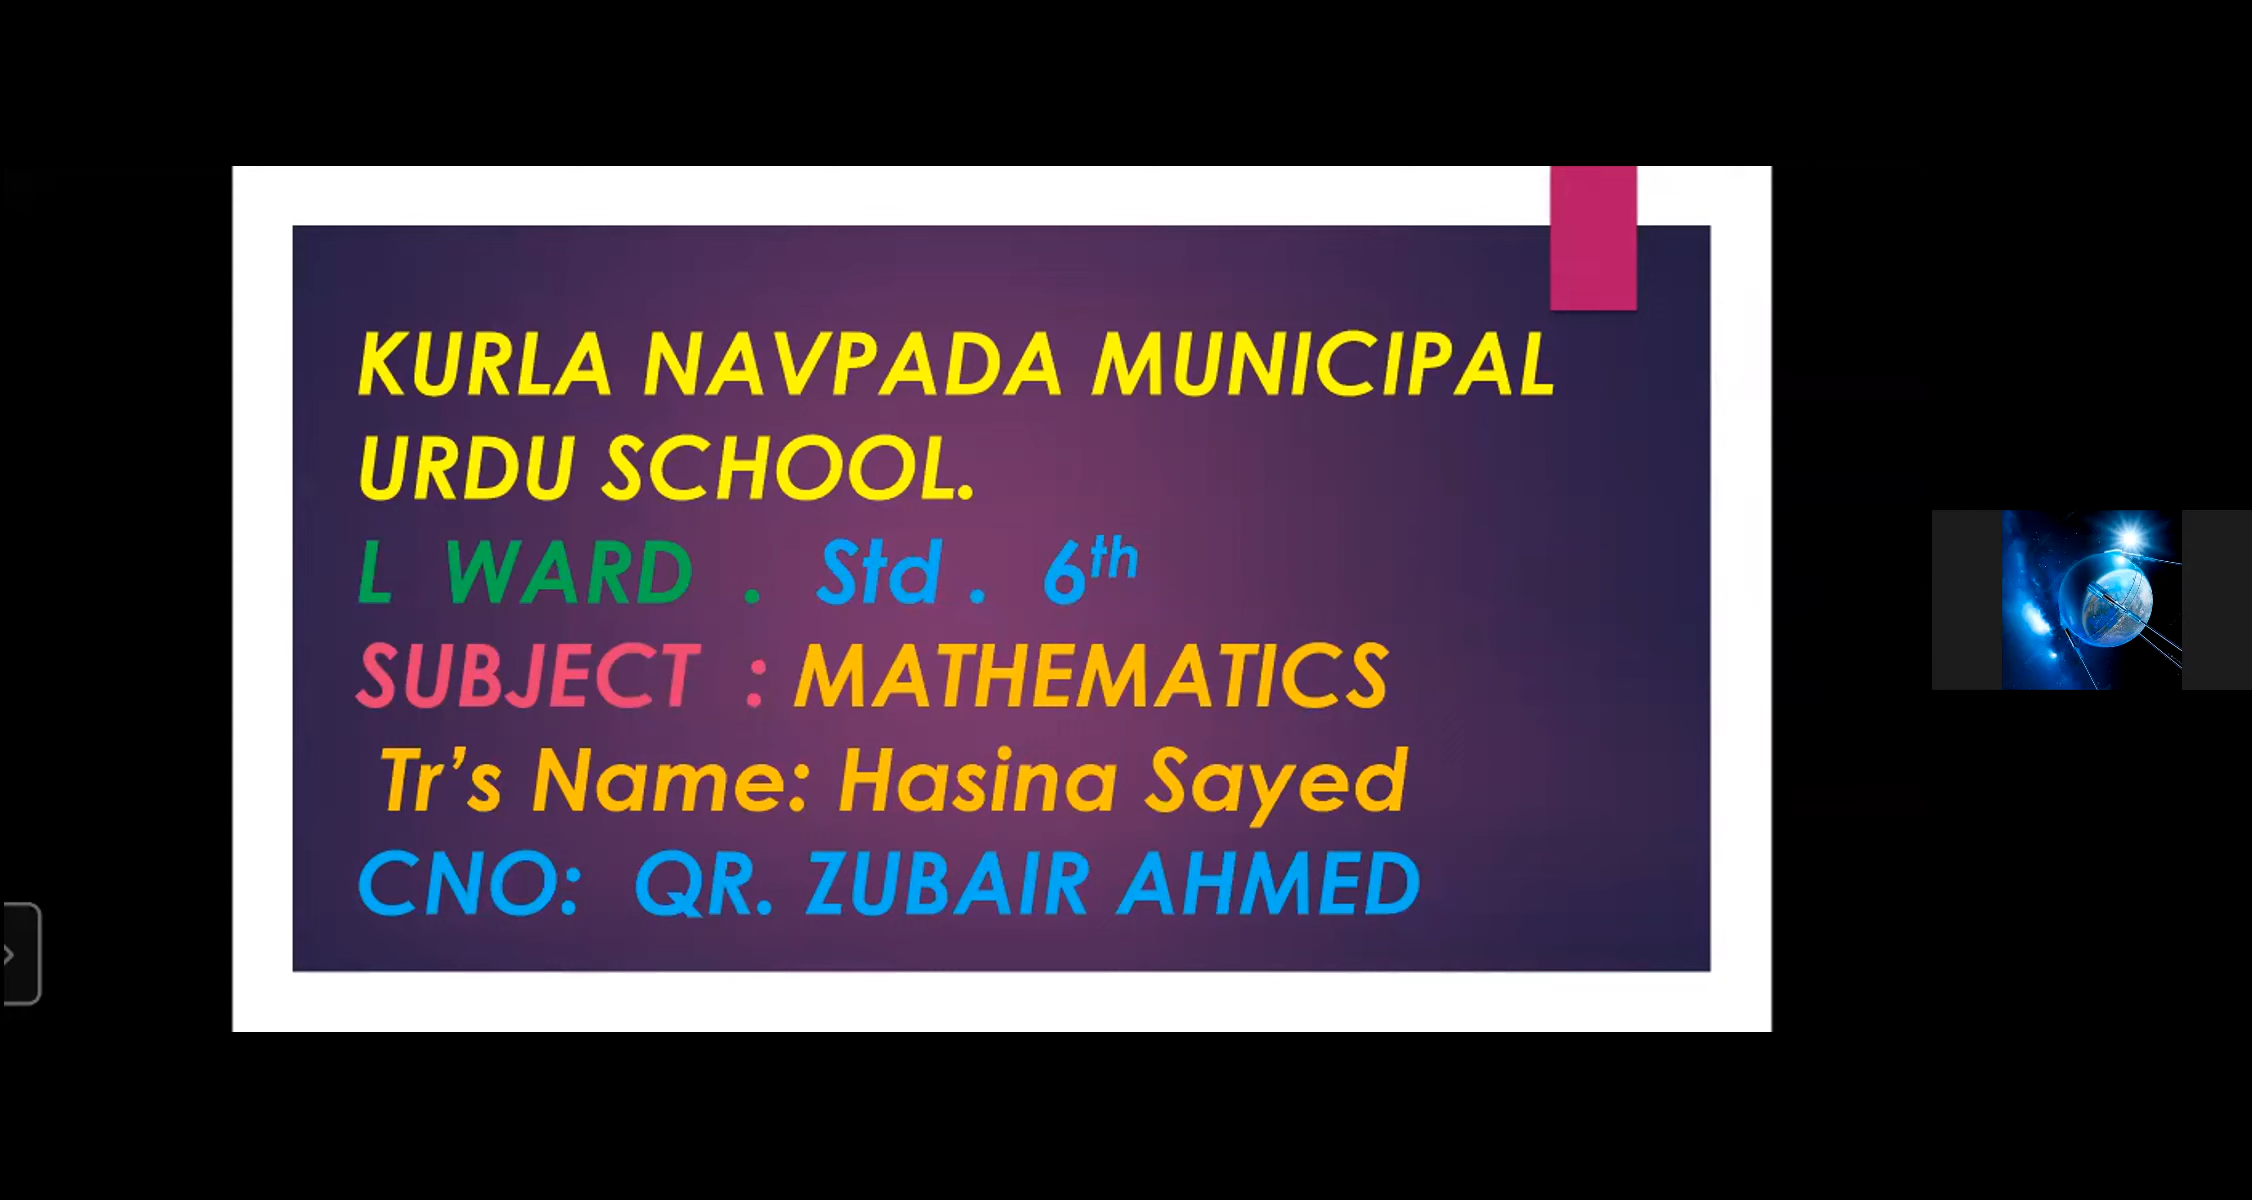 KURLA NAVPADA MUNICIPAL
URDU SCHOOL.
L WARD . Std . 6th
SUBJECT : MATHEMATICS
Tr’s Name: Hasina Sayed
CNO: QR. ZUBAIR AHMED